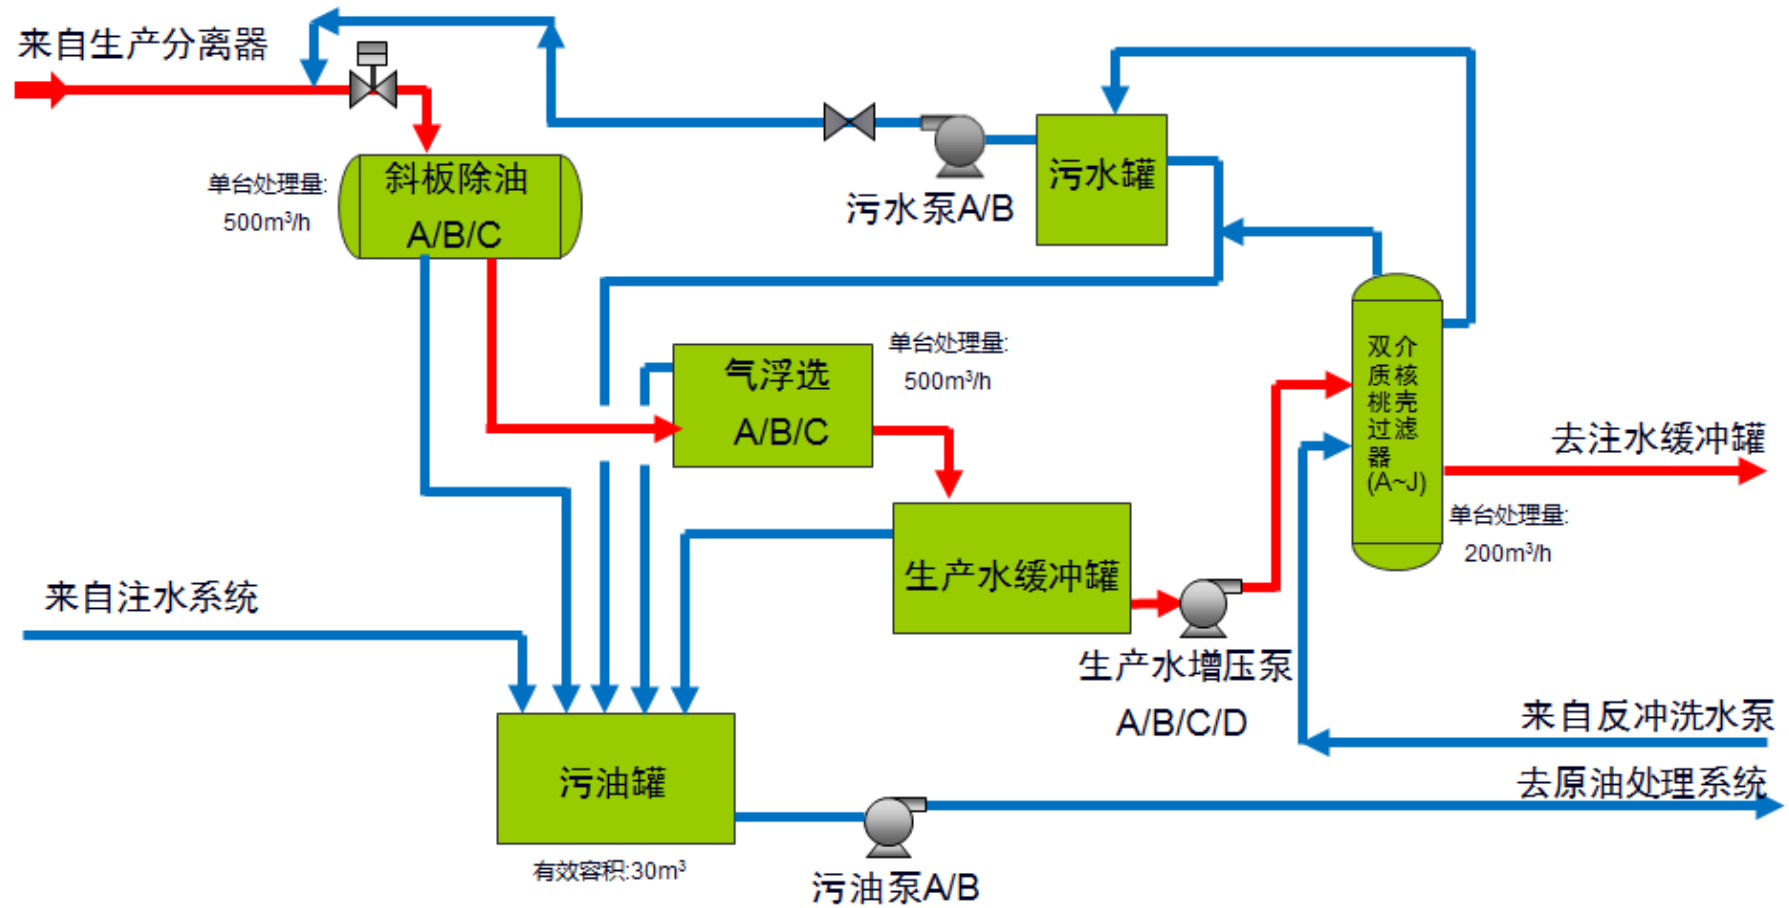 来自生产分离器
单台处理量:
500m³/h
斜板除油
A/B/C
污水泵A/B
污水罐
气浮选
A/B/C
单台处理量:
500m³/h
双介
质核
桃壳
过滤
器
(A~J)
去注水缓冲罐
单台处理量:
200m³/h
生产水缓冲罐
来自注水系统
生产水增压泵
A/B/C/D
来自反冲洗水泵
去原油处理系统
污油罐
有效容积:30m³
污油泵A/B